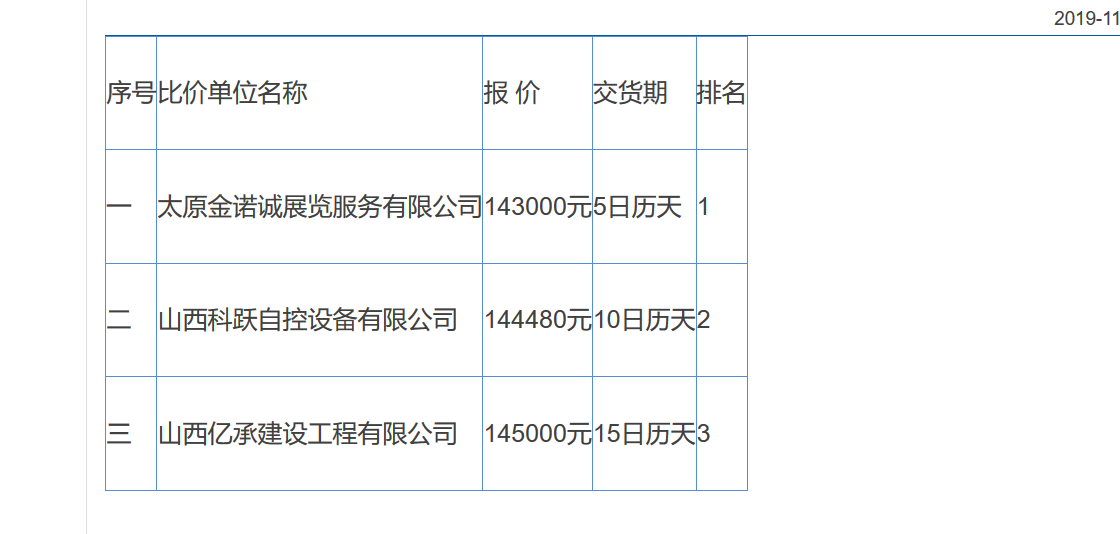 2019-11
序号 比价单位名称 报 价 交货期 排名
一 太原金诺诚展览服务有限公司 143000元 5日历天 1
二 山西科跃自控设备有限公司 144480元 10日历天 2
三 山西亿承建设工程有限公司 145000元 15日历天 3